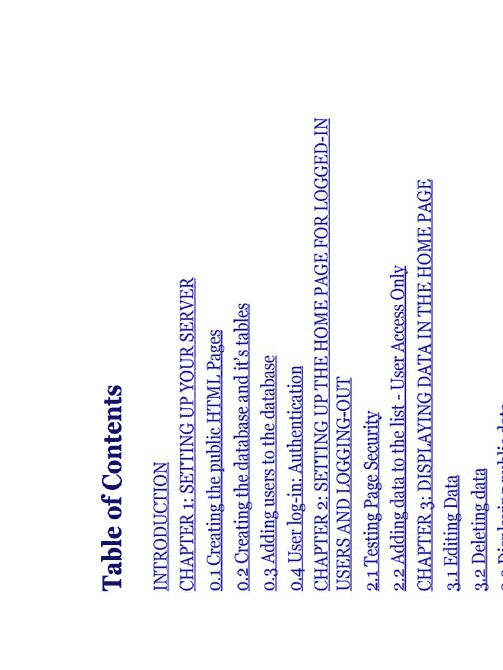 Table of Contents
INTRODUCTION
CHAPTER 1: SETTING UP YOUR SERVER
0.1 Creating the public HTML Pages
0.2 Creating the database and it's tables
0.3 Adding users to the database
0.4 User log-in: Authentication
CHAPTER 2: SETTING UP THE HOME PAGE FOR LOGGED-IN
USERS AND LOGGING-OUT
2.1 Testing Page Security
2.2 Adding data to the list - User Access Only
CHAPTER 3: DISPLAYING DATA IN THE HOME PAGE
3.1 Editing Data
3.2 Deleting data